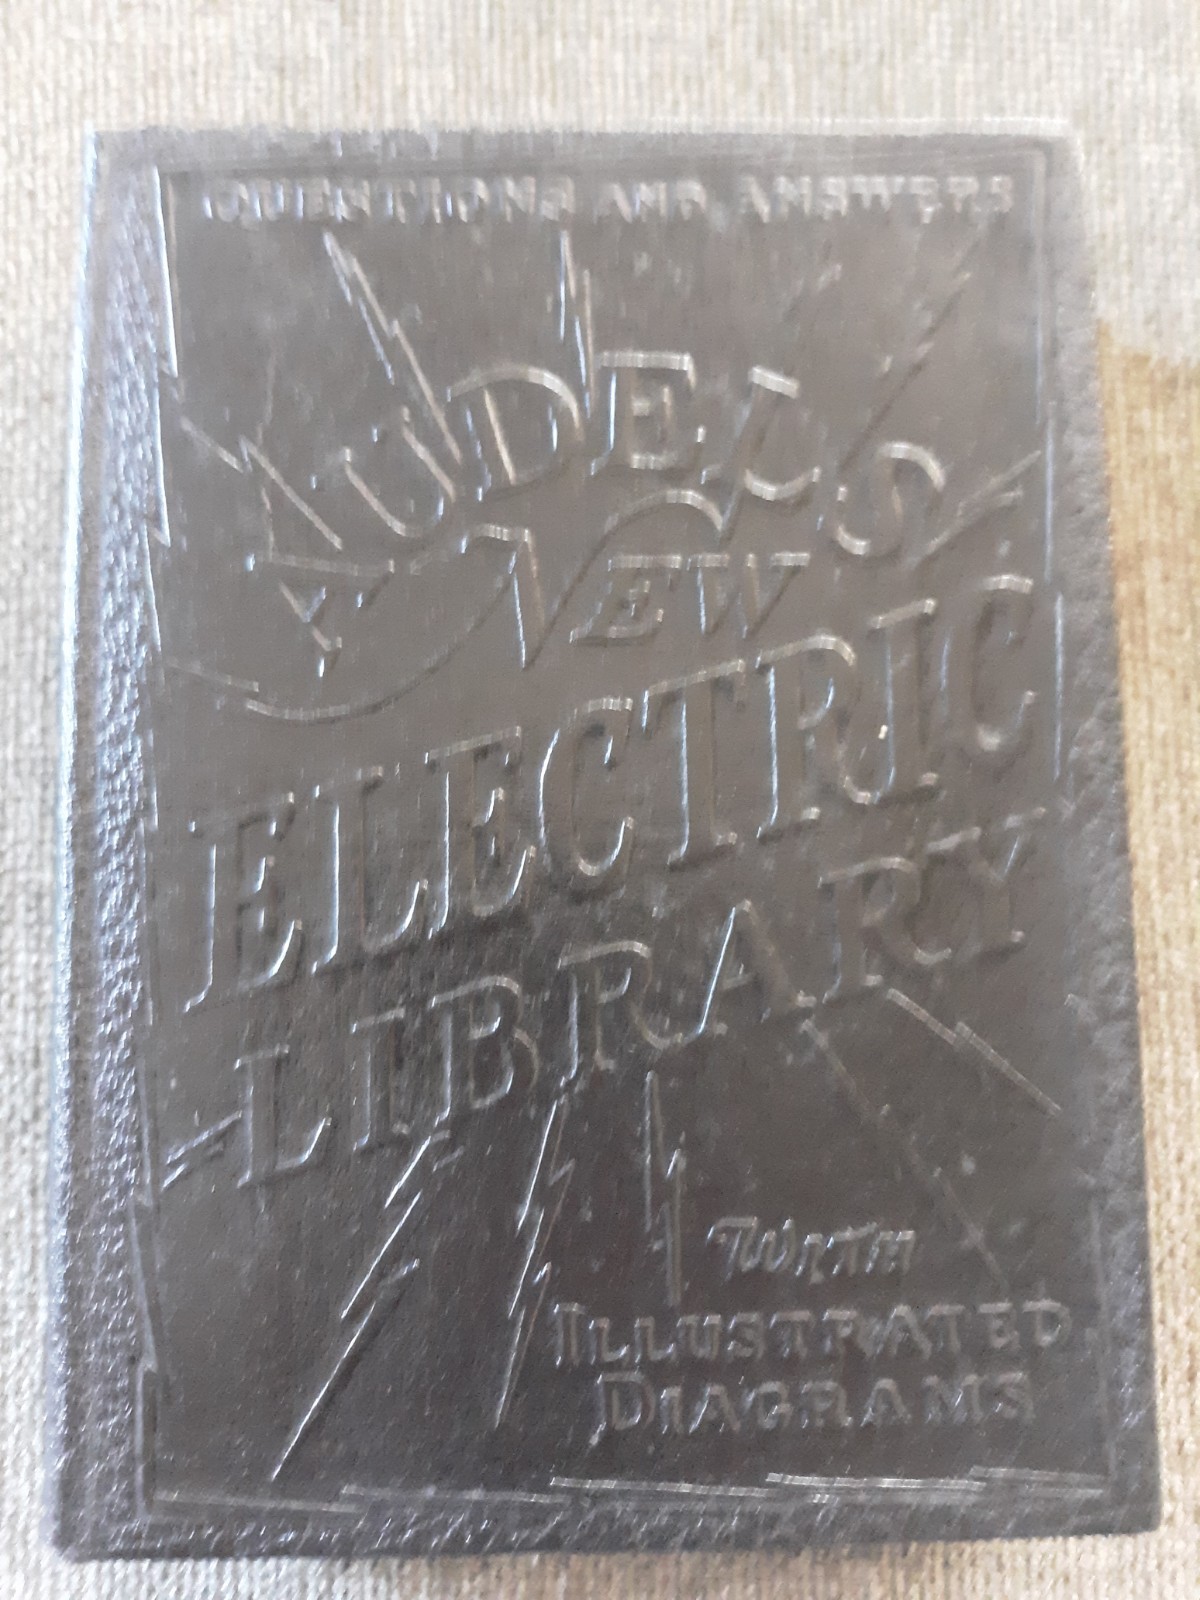 QUESTIONS AND ANSWERS
AUDELS
NEW
ELECTRIC
LIBRARY
WITH
ILLUSTRATED
DIAGRAMS